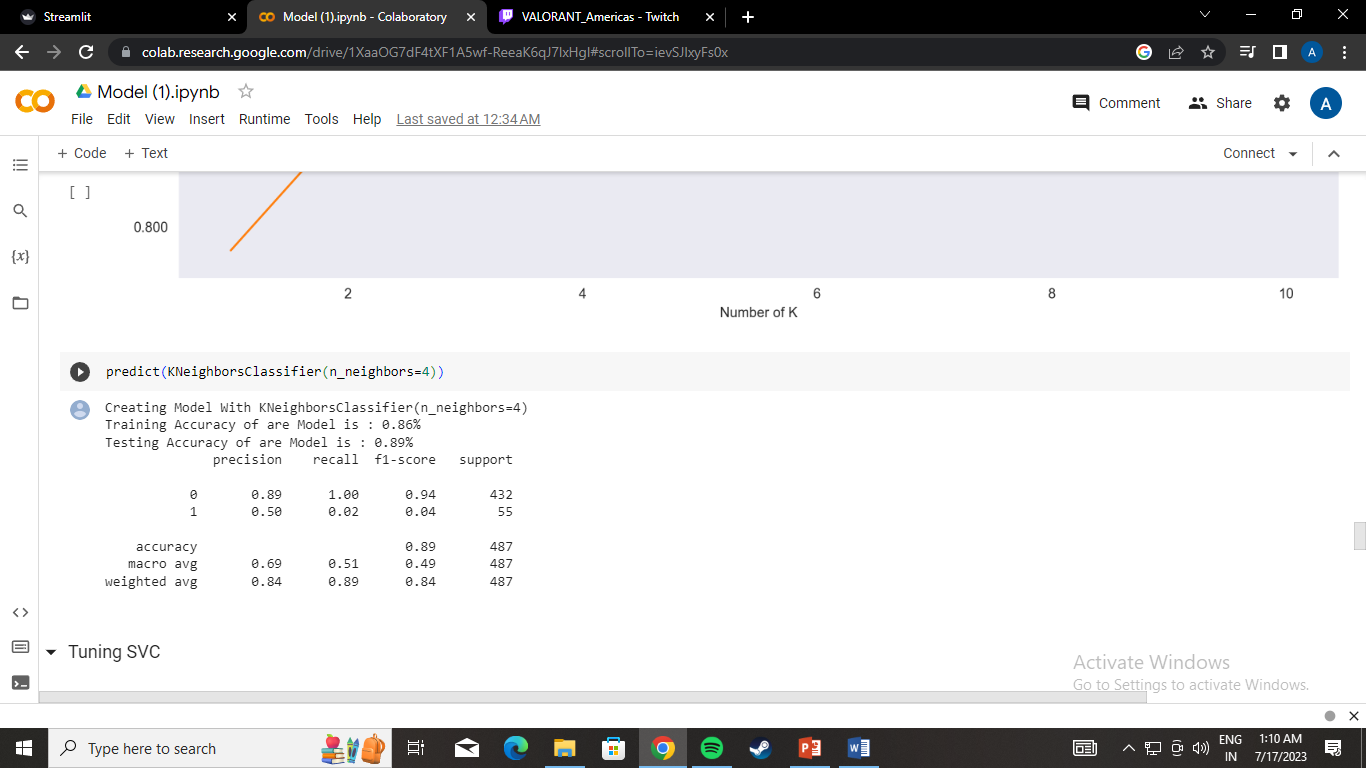 Streamlit
Model (1).ipynb - Colaboratory
VALORANT_Americas - Twitch
colab.research.google.com/drive/1XaaOG7dF4tXF1A5wf-ReeaK6qJ7lxHgl#scrollTo=ievSJlxyFs0x
A
Model (1).ipynb
File Edit View Insert Runtime Tools Help Last saved at 12:34 AM
Comment
Share
A
+ Code + Text
Connect
[ ]
0.800
2 4 6 8 10
Number of K
{x}
predict(KNeighborsClassifier(n_neighbors=4))
Creating Model With KNeighborsClassifier(n_neighbors=4)
Training Accuracy of are Model is : 0.86%
Testing Accuracy of are Model is : 0.89%
precision recall f1-score support
0 0.89 1.00 0.94 432
1 0.50 0.02 0.04 55
accuracy 0.89 487
macro avg 0.69 0.51 0.49 487
weighted avg 0.84 0.89 0.84 487
Tuning SVC
Activate Windows
Go to Settings to activate Windows.
Type here to search
ENG
IN
1:10 AM
7/17/2023